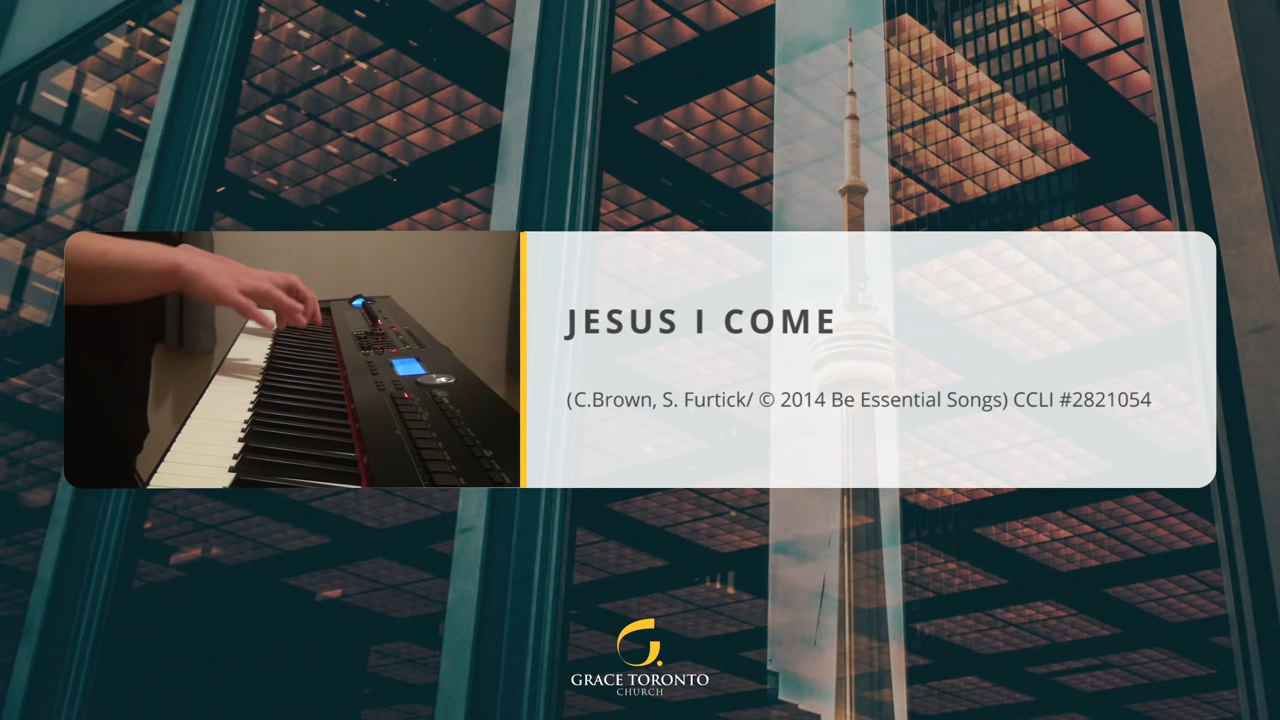 JESUS I COME
(C.Brown, S. Furtick/ © 2014 Be Essential Songs) CCLI #2821054
GRACE TORONTO
CHURCH